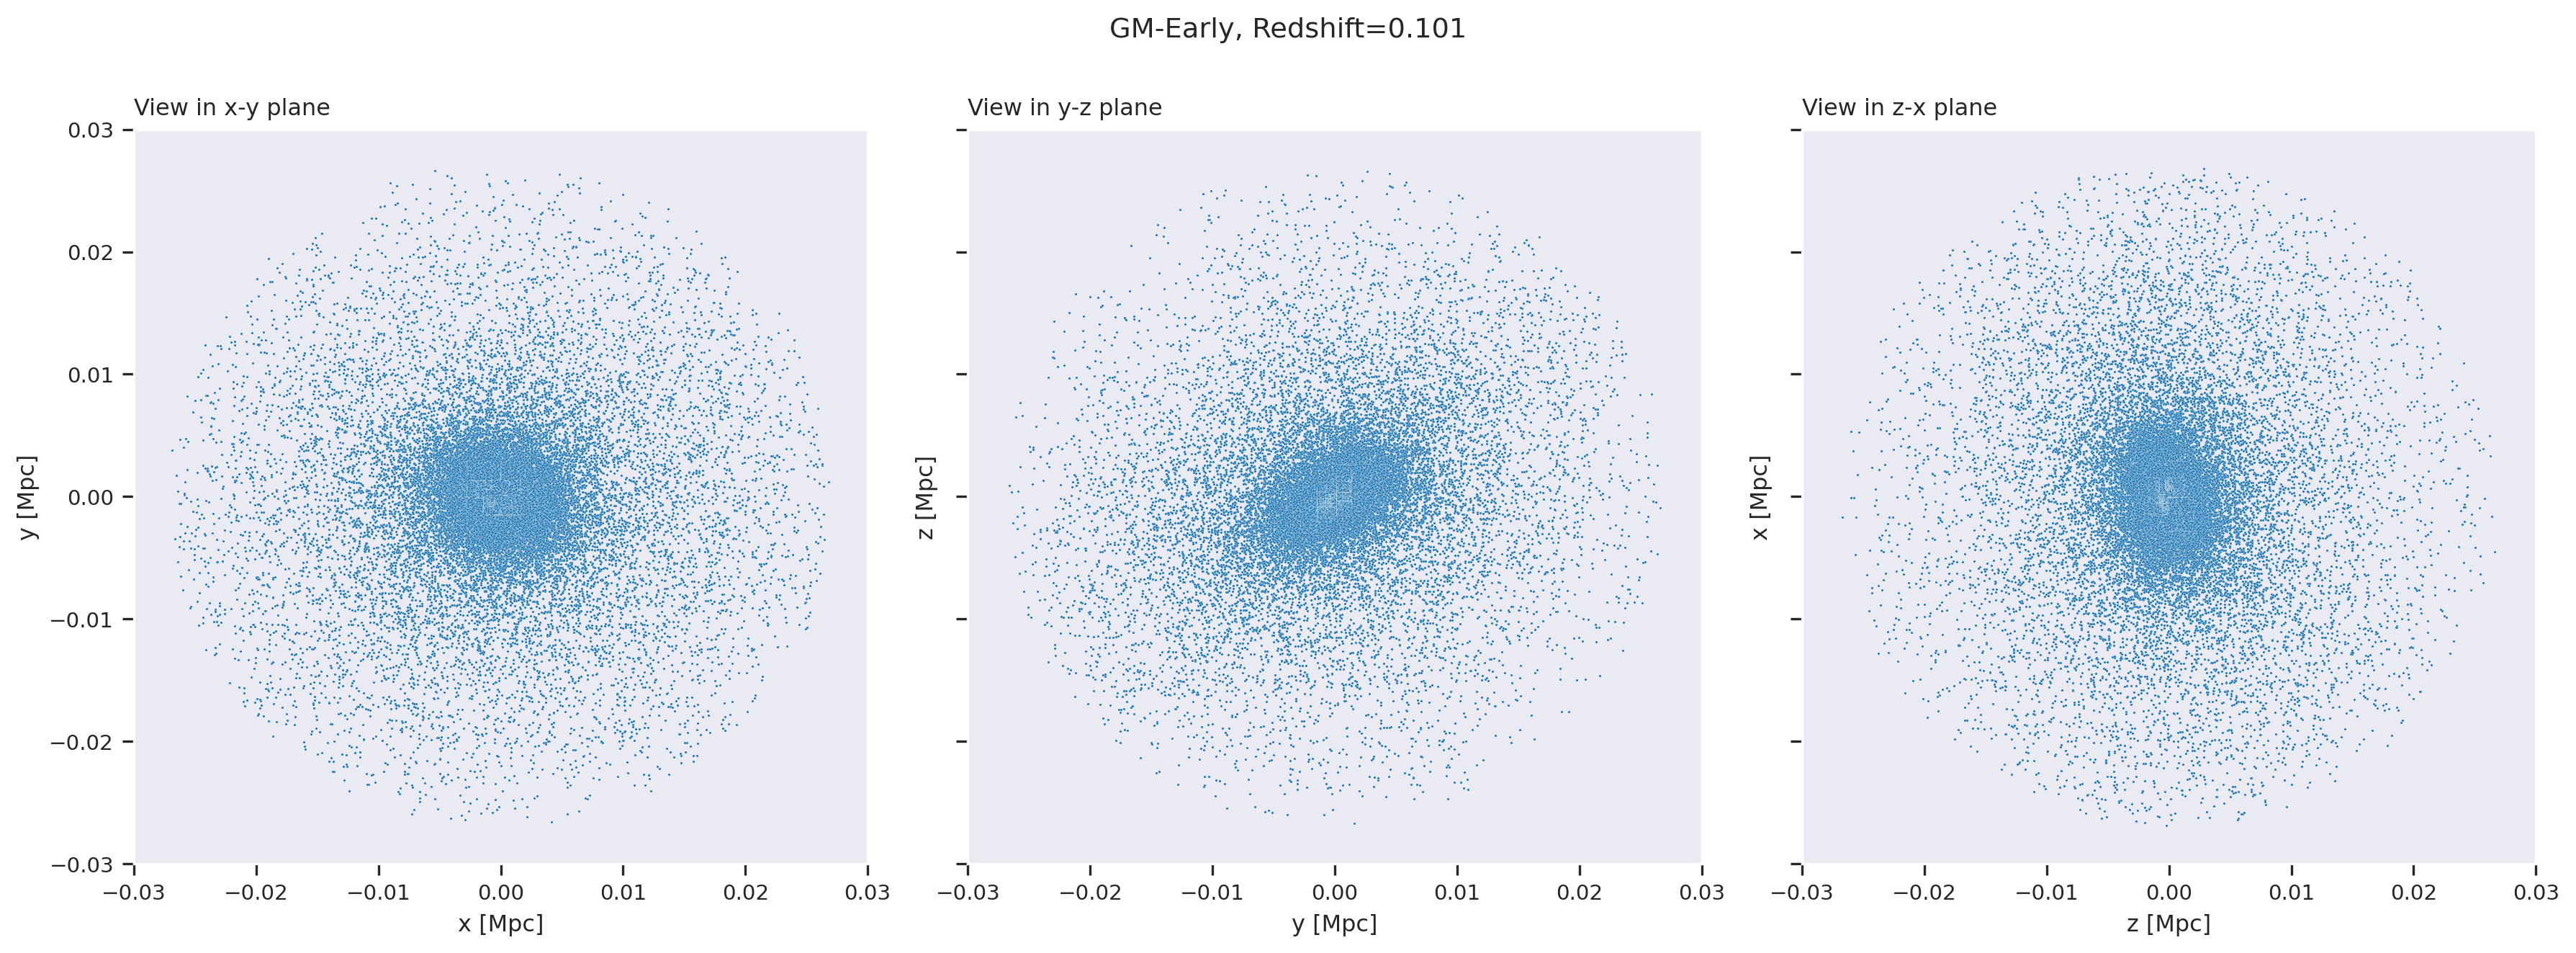 GM-Early, Redshift=0.101
View in x-y plane
0.03
0.02
0.01
0.00
−0.01
−0.02
−0.03
y [Mpc]
−0.03 −0.02 −0.01 0.00 0.01 0.02 0.03
x [Mpc]
View in y-z plane
z [Mpc]
−0.03 −0.02 −0.01 0.00 0.01 0.02 0.03
y [Mpc]
View in z-x plane
x [Mpc]
−0.03 −0.02 −0.01 0.00 0.01 0.02 0.03
z [Mpc]